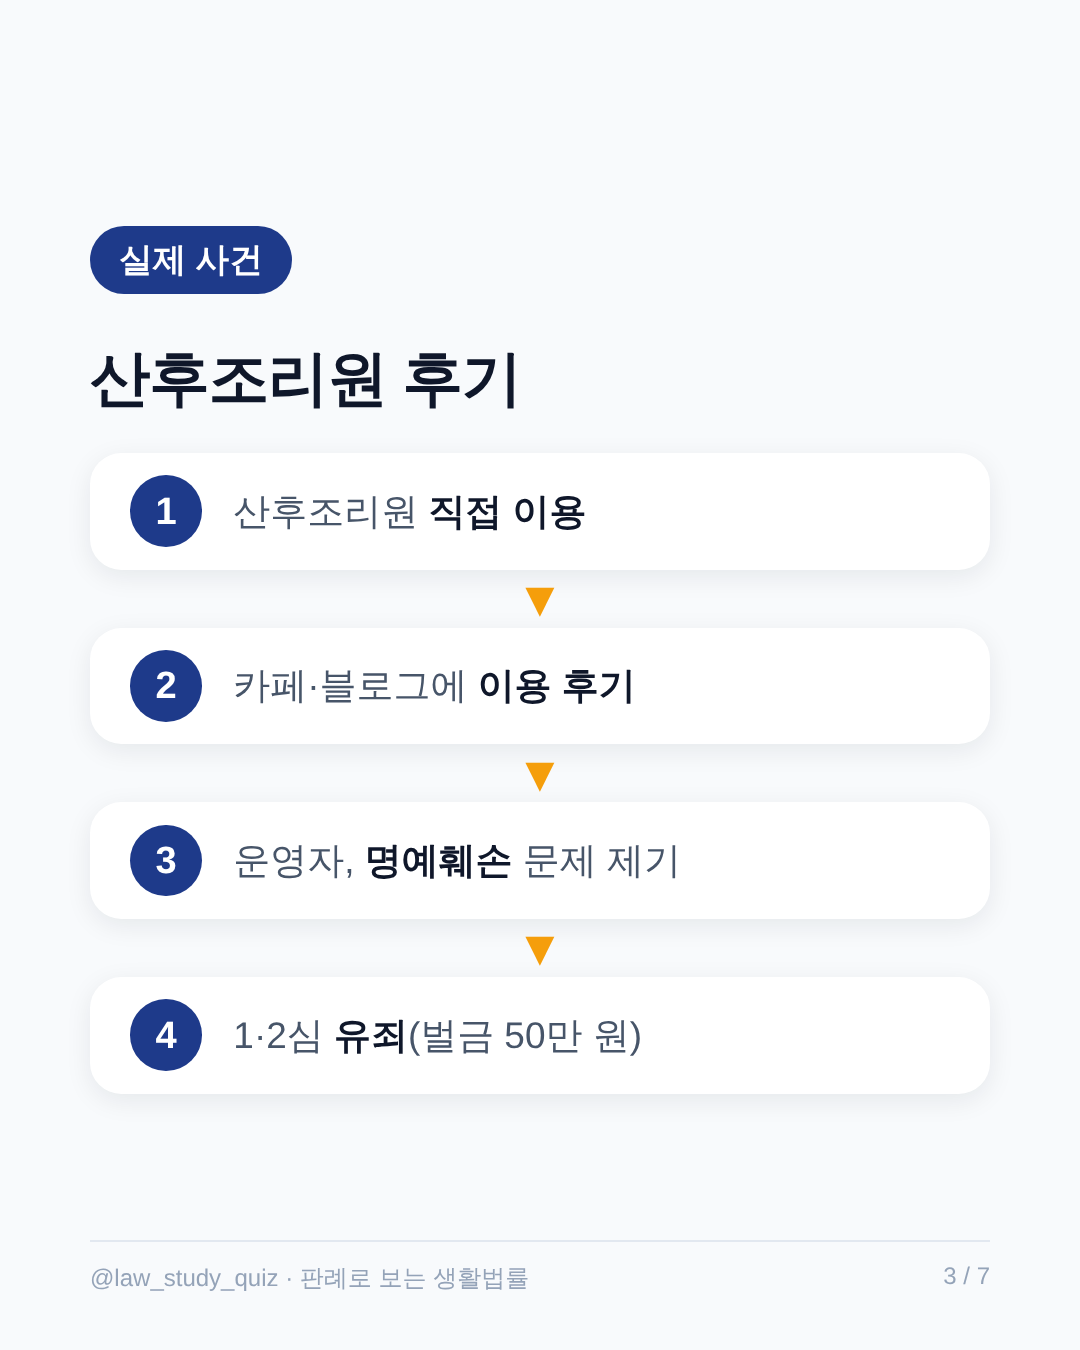 실제 사건
산후조리원 후기
1 산후조리원 직접 이용
▼
2 카페·블로그에 이용 후기
▼
3 운영자, 명예훼손 문제 제기
▼
4 1·2심 유죄(벌금 50만 원)
@law_study_quiz · 판례로 보는 생활법률 3 / 7